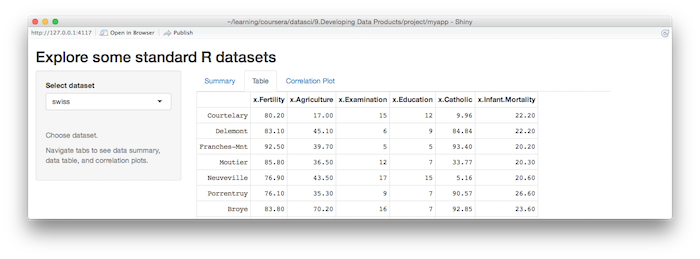 ~/learning/coursera/datasci/9.Developing Data Products/project/myapp - Shiny
http://127.0.0.1:4117 Open in Browser Publish
Explore some standard R datasets
Select dataset
swiss
Choose dataset.
Navigate tabs to see data summary,
data table, and correlation plots.
Summary Table Correlation Plot
x.Fertility x.Agriculture x.Examination x.Education x.Catholic x.Infant.Mortality
Courtelary 80.20 17.00 15 12 9.96 22.20
Delemont 83.10 45.10 6 9 84.84 22.20
Franches-Mnt 92.50 39.70 5 5 93.40 20.20
Moutier 85.80 36.50 12 7 33.77 20.30
Neuveville 76.90 43.50 17 15 5.16 20.60
Porrentruy 76.10 35.30 9 7 90.57 26.60
Broye 83.80 70.20 16 7 92.85 23.60